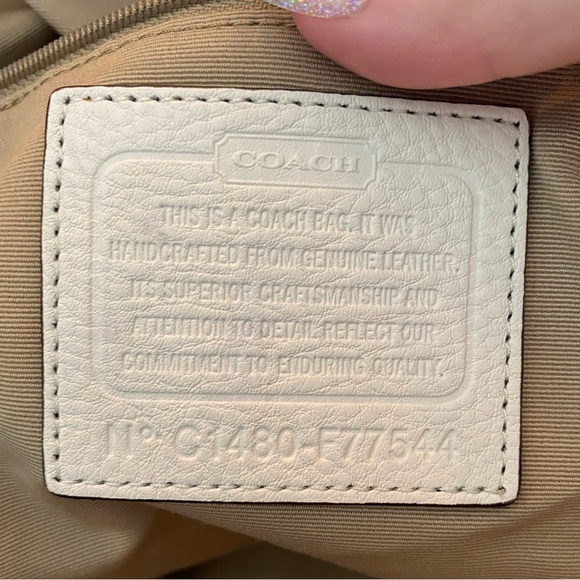 COACH
THIS IS A COACH BAG. IT WAS
HANDCRAFTED FROM GENUINE LEATHER.
ITS SUPERIOR CRAFTSMANSHIP AND
ATTENTION TO DETAIL REFLECT OUR
COMMITMENT TO ENDURING QUALITY.
Nº C1480-F77544